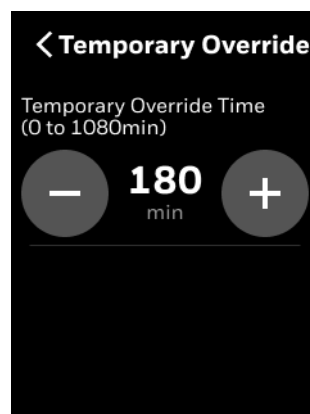 Temporary Override
Temporary Override Time
(0 to 1080min)
180
min